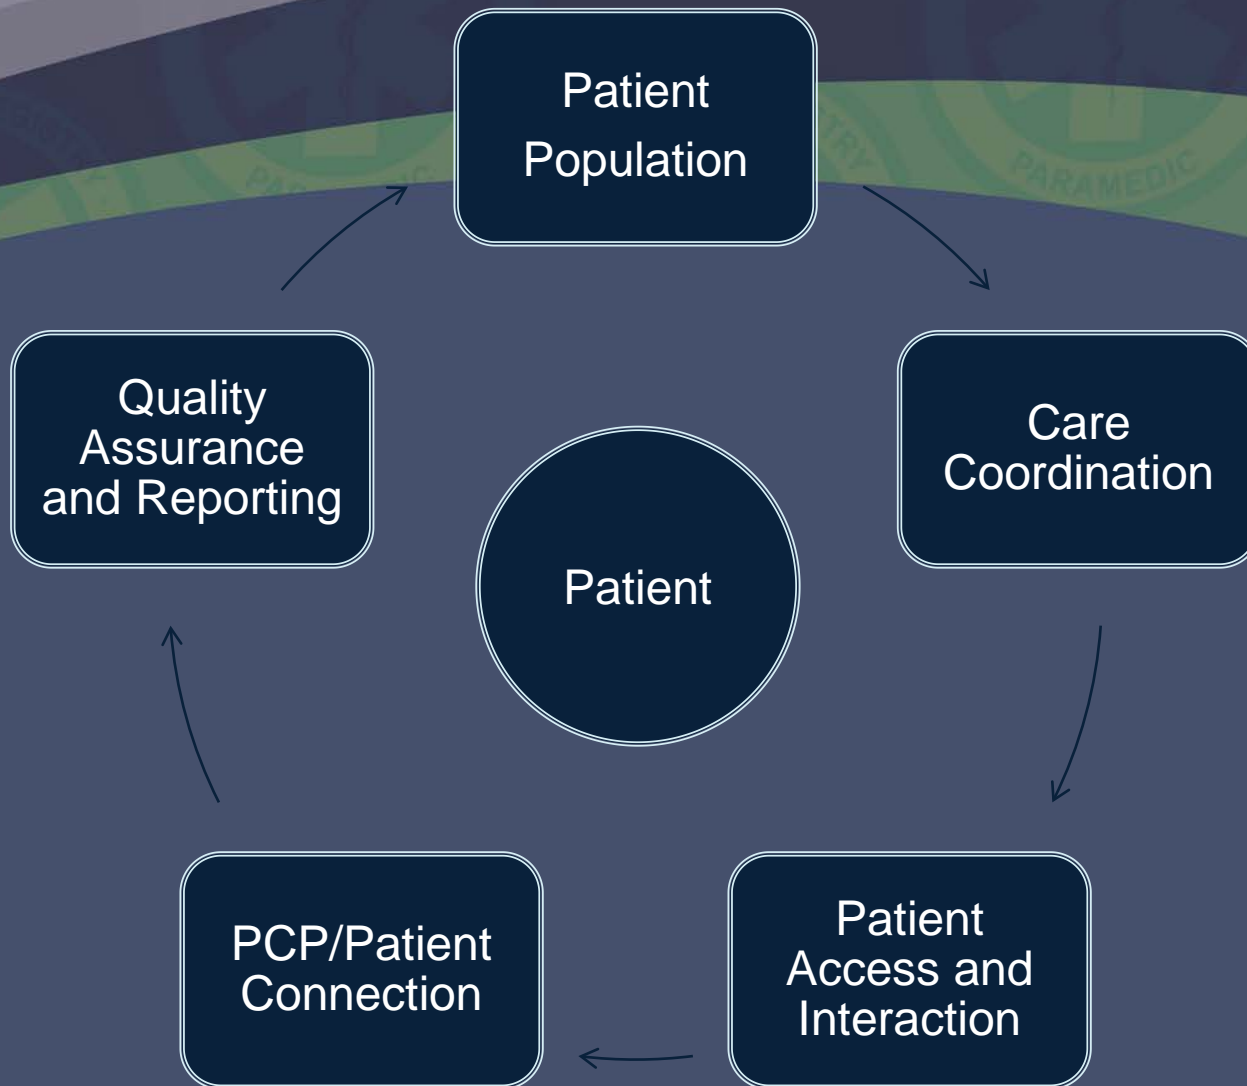 Patient
Population
Care
Coordination
Patient
Access and
Interaction
PCP/Patient
Connection
Quality
Assurance
and Reporting
Patient
PARAMEDIC